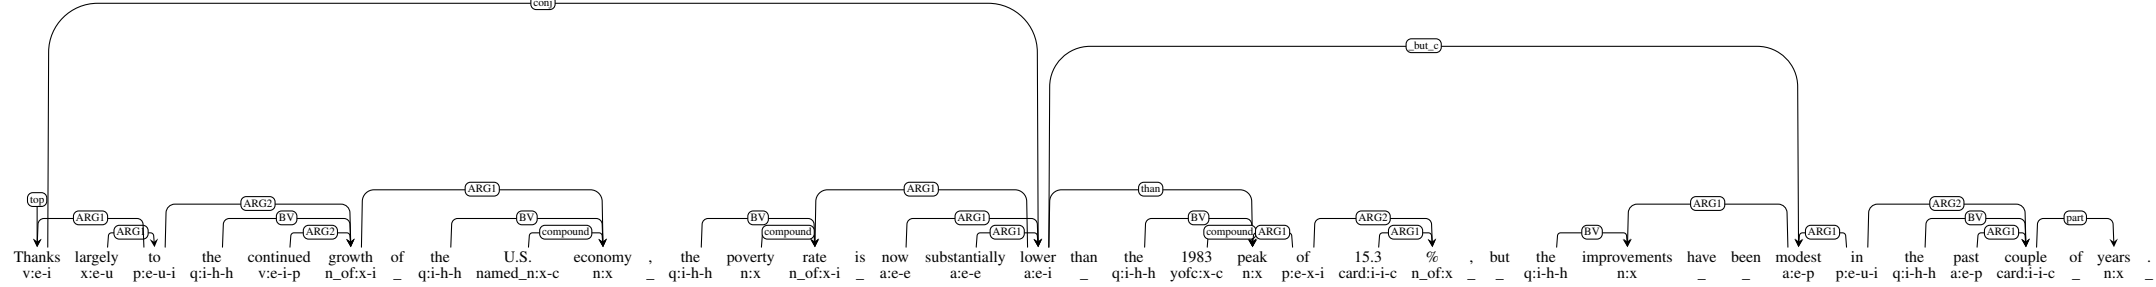 conj
_but_c
ARG1 than ARG1
top ARG2 ARG1 ARG2
ARG1 BV BV BV ARG1 BV ARG2 BV part
ARG1 ARG2 compound compound ARG1 compound ARG1 ARG1 BV ARG1 ARG1
Thanks largely to the continued growth of the U.S. economy , the poverty rate is now substantially lower than the 1983 peak of 15.3 % , but the improvements have been modest in the past couple of years .
v:e-i x:e-u p:e-u-i q:i-h-h v:e-i-p n_of:x-i _ q:i-h-h named_n:x-c n:x _ q:i-h-h n:x n_of:x-i _ a:e-e a:e-e a:e-i _ q:i-h-h yofc:x-c n:x p:e-x-i card:i-i-c n_of:x _ _ q:i-h-h n:x _ _ a:e-p p:e-u-i q:i-h-h a:e-p card:i-i-c _ n:x _